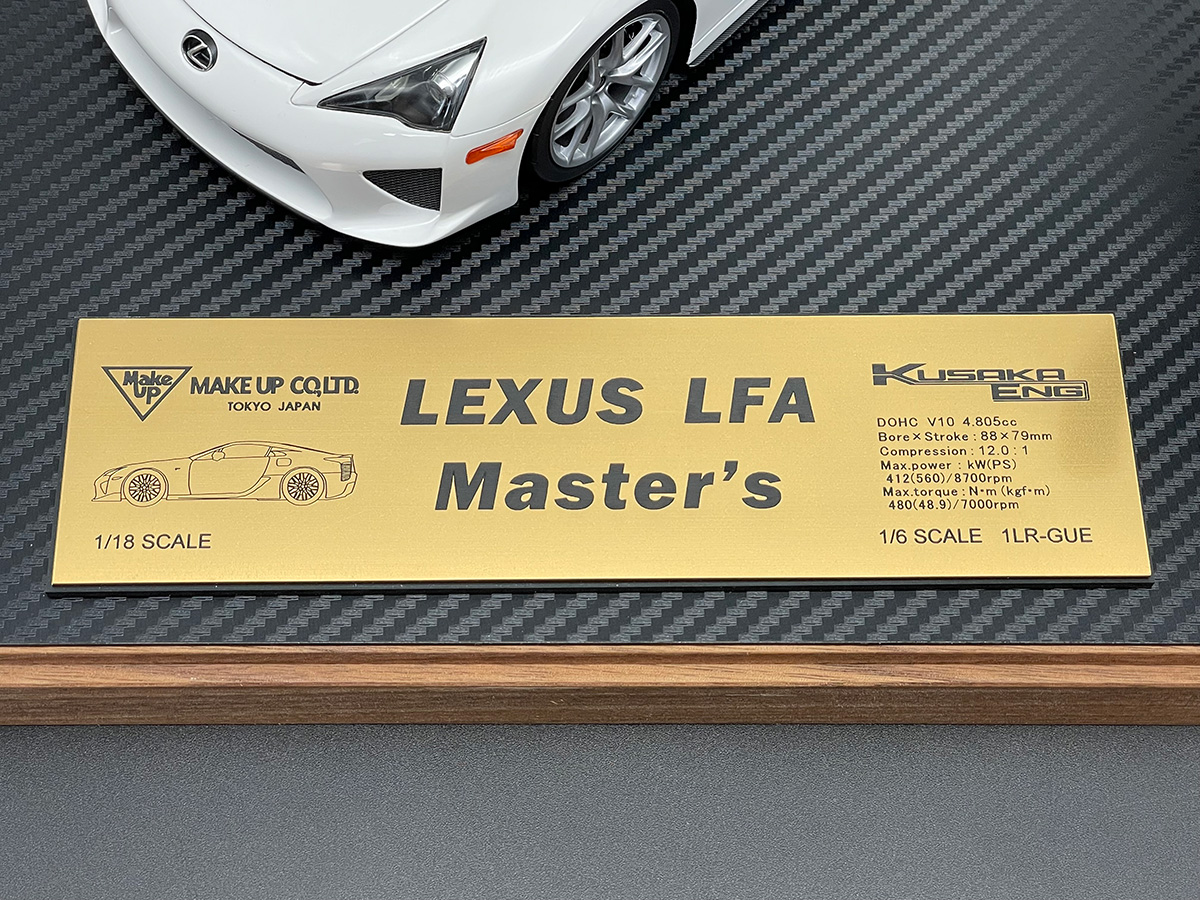 Make
UP
MAKE UP CO.,LTD.
TOKYO JAPAN
1/18 SCALE
LEXUS LFA
Master's
KUSAKA
ENG
DOHC V10 4.805cc
Bore×Stroke:88×79mm
Compression:12.0:1
Max.power : kW(PS)
412(560)/8700rpm
Max.torque:N・m(kgf・m)
480(48.9)/7000rpm
1/6 SCALE 1LR-GUE